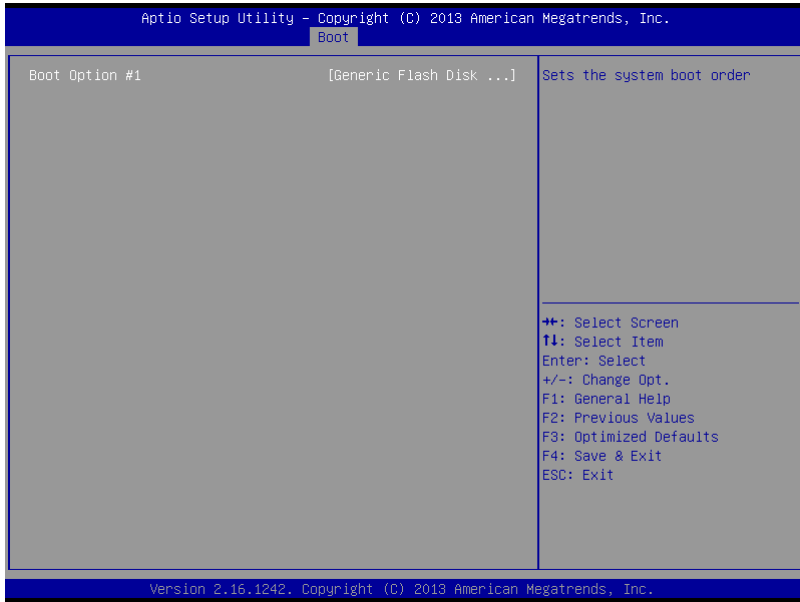 Aptio Setup Utility – Copyright (C) 2013 American Megatrends, Inc.
Boot
Boot Option #1 [Generic Flash Disk ...]
Sets the system boot order
→←: Select Screen
↑↓: Select Item
Enter: Select
+/-: Change Opt.
F1: General Help
F2: Previous Values
F3: Optimized Defaults
F4: Save & Exit
ESC: Exit
Version 2.16.1242. Copyright (C) 2013 American Megatrends, Inc.